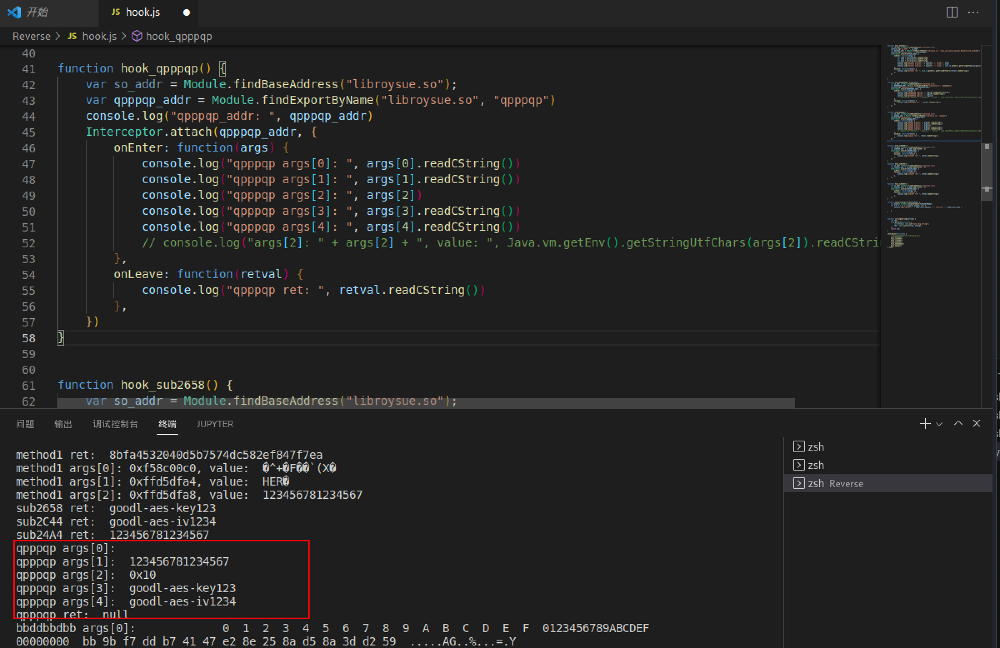 开始
JS hook.js
Reverse > JS hook.js > hook_qpppqp
40
41 function hook_qpppqp() {
42 var so_addr = Module.findBaseAddress("libroysue.so");
43 var qpppqp_addr = Module.findExportByName("libroysue.so", "qpppqp")
44 console.log("qpppqp_addr: ", qpppqp_addr)
45 Interceptor.attach(qpppqp_addr, {
46 onEnter: function(args) {
47 console.log("qpppqp args[0]: ", args[0].readCString())
48 console.log("qpppqp args[1]: ", args[1].readCString())
49 console.log("qpppqp args[2]: ", args[2])
50 console.log("qpppqp args[3]: ", args[3].readCString())
51 console.log("qpppqp args[4]: ", args[4].readCString())
52 // console.log("args[2]: " + args[2] + ", value: ", Java.vm.getEnv().getStringUtfChars(args[2]).readCStri
53 },
54 onLeave: function(retval) {
55 console.log("qpppqp ret: ", retval.readCString())
56 },
57 })
58 }
59
60
61 function hook_sub2658() {
62 var so_addr = Module.findBaseAddress("libroysue.so");
问题 输出 调试控制台 终端 JUPYTER
method1 ret:  8bfa4532040d5b7574dc582ef847f7ea
method1 args[0]: 0xf58c00c0, value:  �^+�F��`(X�
method1 args[1]: 0xffd5dfa4, value:  HER�
method1 args[2]: 0xffd5dfa8, value:  123456781234567
sub2658 ret:  goodl-aes-key123
sub2C44 ret:  goodl-aes-iv1234
sub24A4 ret:  123456781234567
qpppqp args[0]:
qpppqp args[1]:  123456781234567
qpppqp args[2]:  0x10
qpppqp args[3]:  goodl-aes-key123
qpppqp args[4]:  goodl-aes-iv1234
qpppqp ret:  null
bbddbbdbb args[0]:             0  1  2  3  4  5  6  7  8  9  A  B  C  D  E  F  0123456789ABCDEF
00000000  bb 9b f7 dd b7 41 47 e2 8e 25 8a d5 8a 3d d2 59  .....AG..%...=.Y
zsh
zsh
zsh Reverse